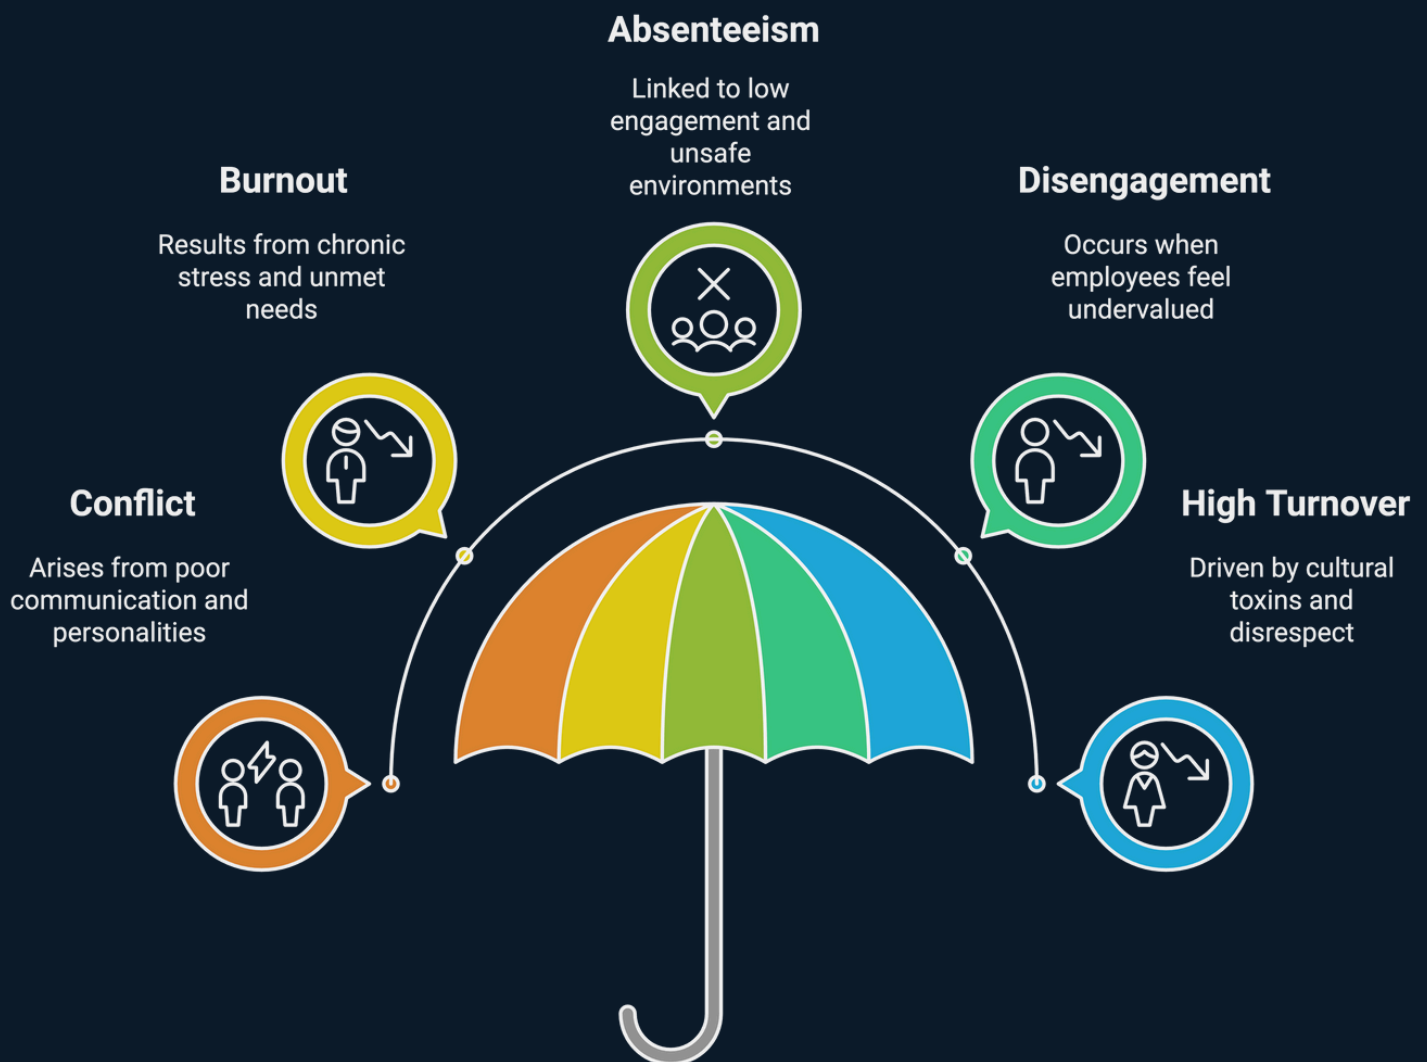 Absenteeism
Linked to low
engagement and
unsafe
environments
Burnout
Results from chronic
stress and unmet
needs
Disengagement
Occurs when
employees feel
undervalued
Conflict
Arises from poor
communication and
personalities
High Turnover
Driven by cultural
toxins and
disrespect